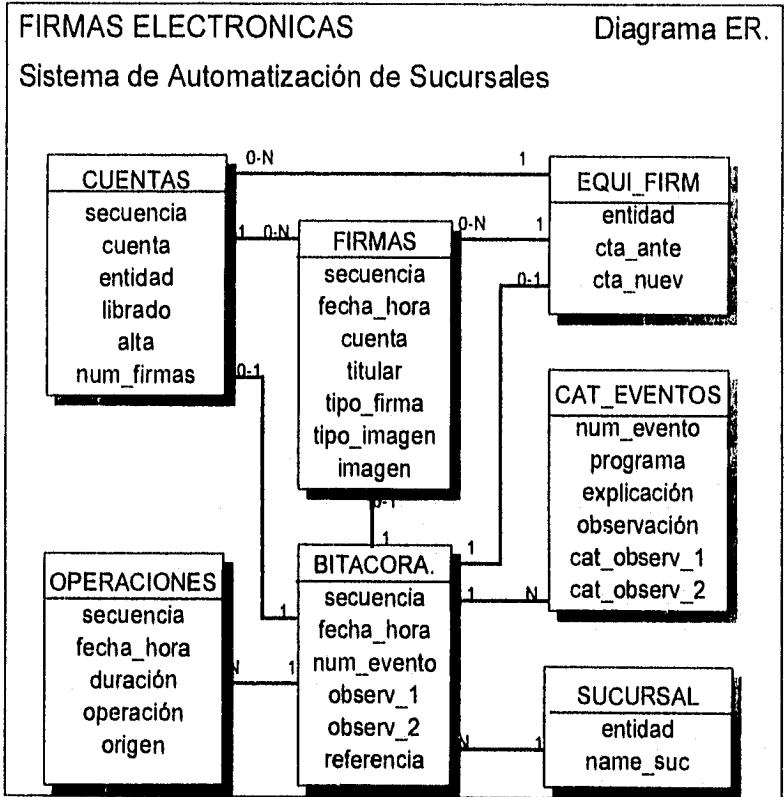 FIRMAS ELECTRONICAS Diagrama ER.
Sistema de Automatización de Sucursales
0-N 1
CUENTAS
secuencia
cuenta
entidad
librado
alta
num_firmas
1 0-N
FIRMAS
secuencia
fecha_hora
cuenta
titular
tipo_firma
tipo_imagen
imagen
0-N 1
EQUI_FIRM
entidad
cta_ante
cta_nuev
0-1
0-1
0-1
1
CAT_EVENTOS
num_evento
programa
explicación
observación
cat_observ_1
cat_observ_2
OPERACIONES
secuencia
fecha_hora
duración
operación
origen
1
N 1
BITACORA.
secuencia
fecha_hora
num_evento
observ_1
observ_2
referencia
1
1 N
N 1
SUCURSAL
entidad
name_suc